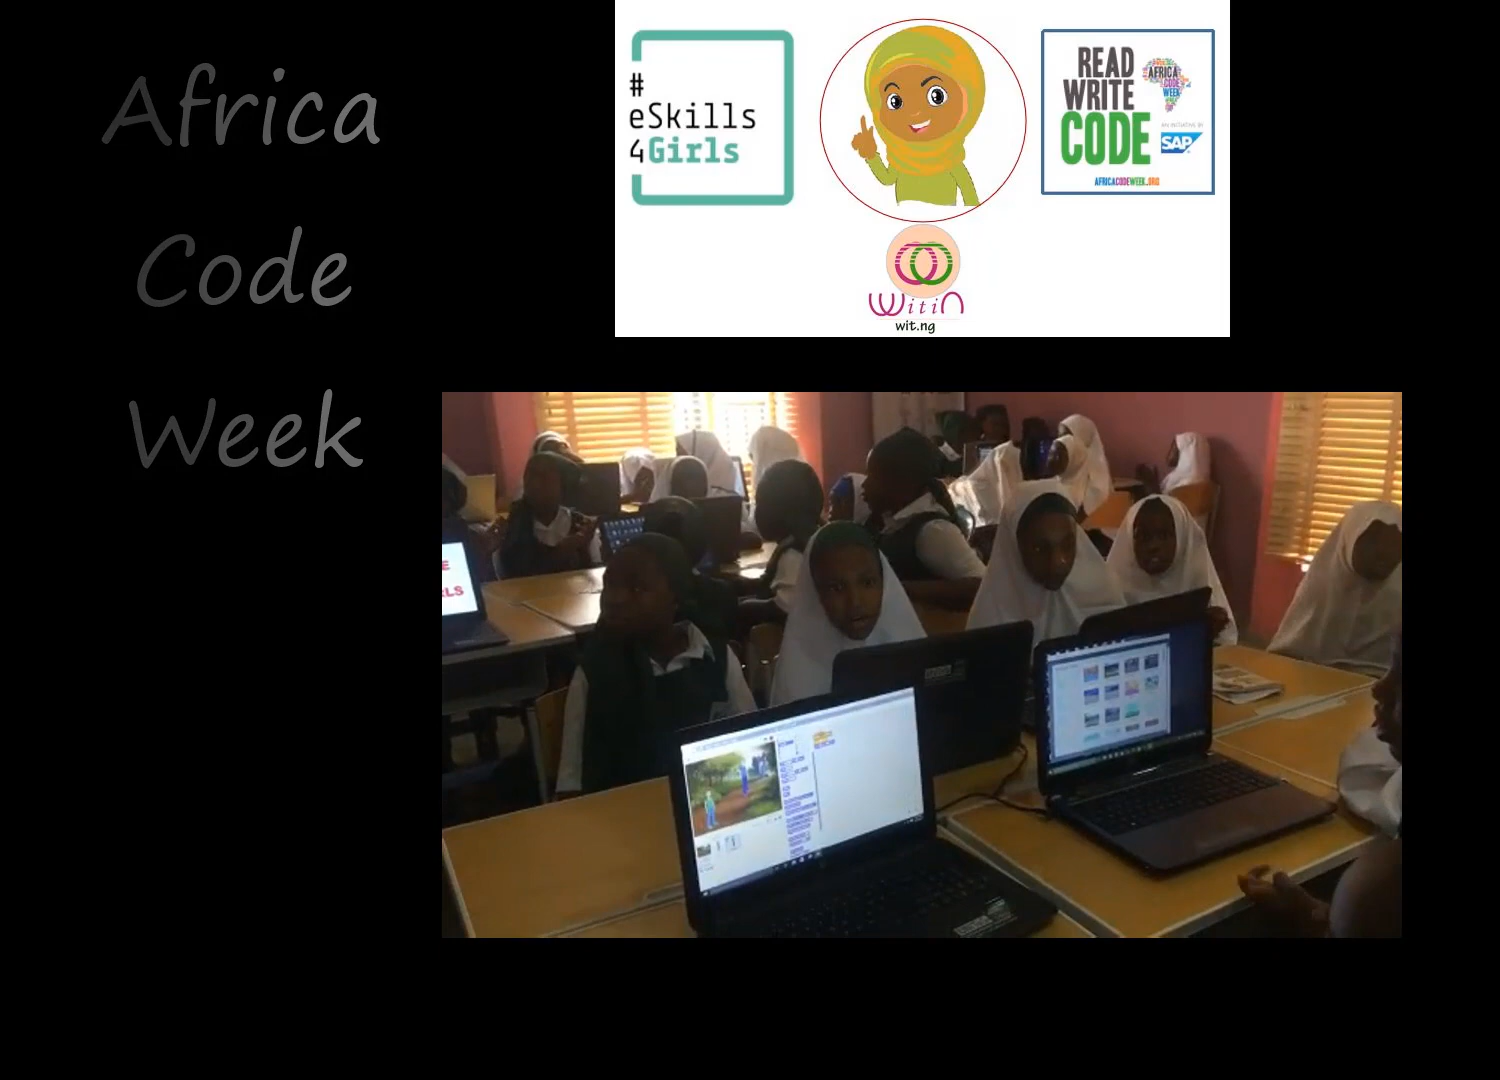 Africa
Code
Week
#
eSkills
4Girls
READ
WRITE
CODE
AFRICA
CODE
WEEK
AN INITIATIVE BY
SAP
AFRICACODEWEEK.ORG
WitiN
wit.ng